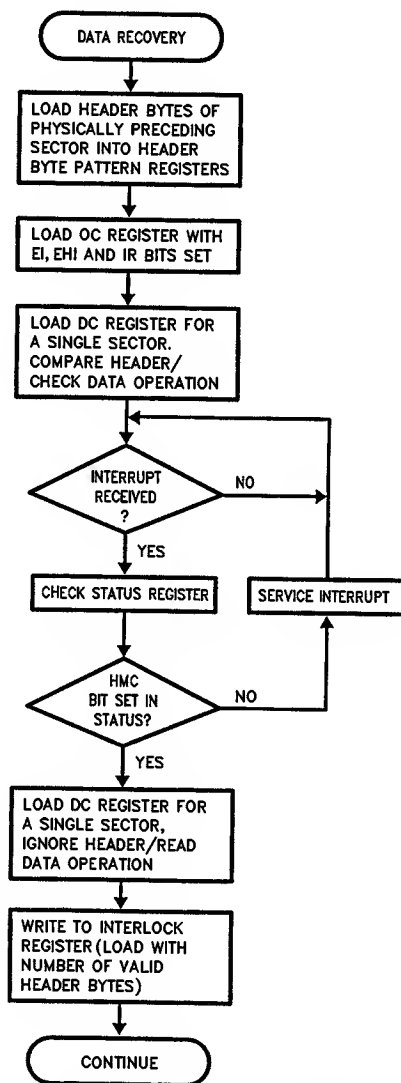 DATA RECOVERY
LOAD HEADER BYTES OF
PHYSICALLY PRECEDING
SECTOR INTO HEADER
BYTE PATTERN REGISTERS
LOAD OC REGISTER WITH
EI, EHI AND IR BITS SET
LOAD DC REGISTER FOR
A SINGLE SECTOR.
COMPARE HEADER/
CHECK DATA OPERATION
INTERRUPT
RECEIVED
?
NO
YES
CHECK STATUS REGISTER
SERVICE INTERRUPT
HMC
BIT SET IN
STATUS?
NO
YES
LOAD DC REGISTER FOR
A SINGLE SECTOR,
IGNORE HEADER/READ
DATA OPERATION
WRITE TO INTERLOCK
REGISTER (LOAD WITH
NUMBER OF VALID
HEADER BYTES)
CONTINUE